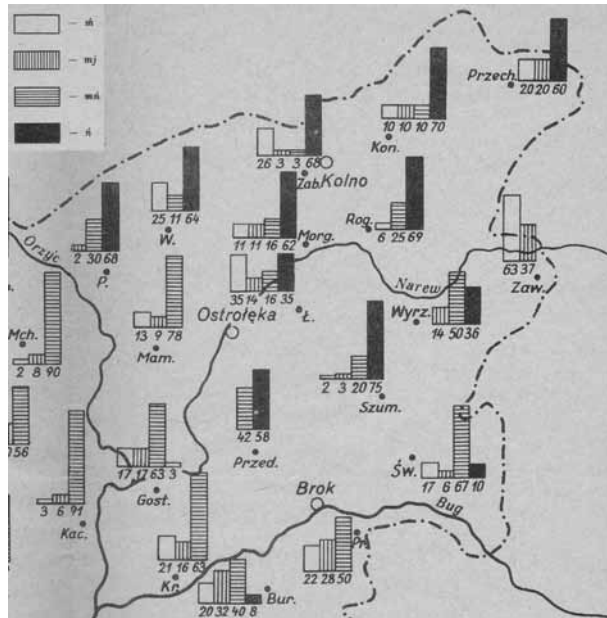 - ḿ
- mj
- mń
- ń
Przech.
20 20 60
Kon.
10 10 10 70
26 3 3 68
Zab.
Kolno
W.
25 11 64
Rog.
6 25 69
11 11 16 62
Morg.
Orzyc
2 30 68
P.
Narew
63 37
Zaw.
35 14 16 35
Ł.
Ostrołęka
Wyrz.
14 50 36
13 9 78
Mam.
Mch.
2 8 90
2 3 20 75
Szum.
42 58
Przed.
56
17 17 63 3
Gost.
3 6 91
Kac.
Św.
17 6 67 10
Brok
Bug
21 16 63
Kr.
22 28 50
20 32 40 8
Bur.